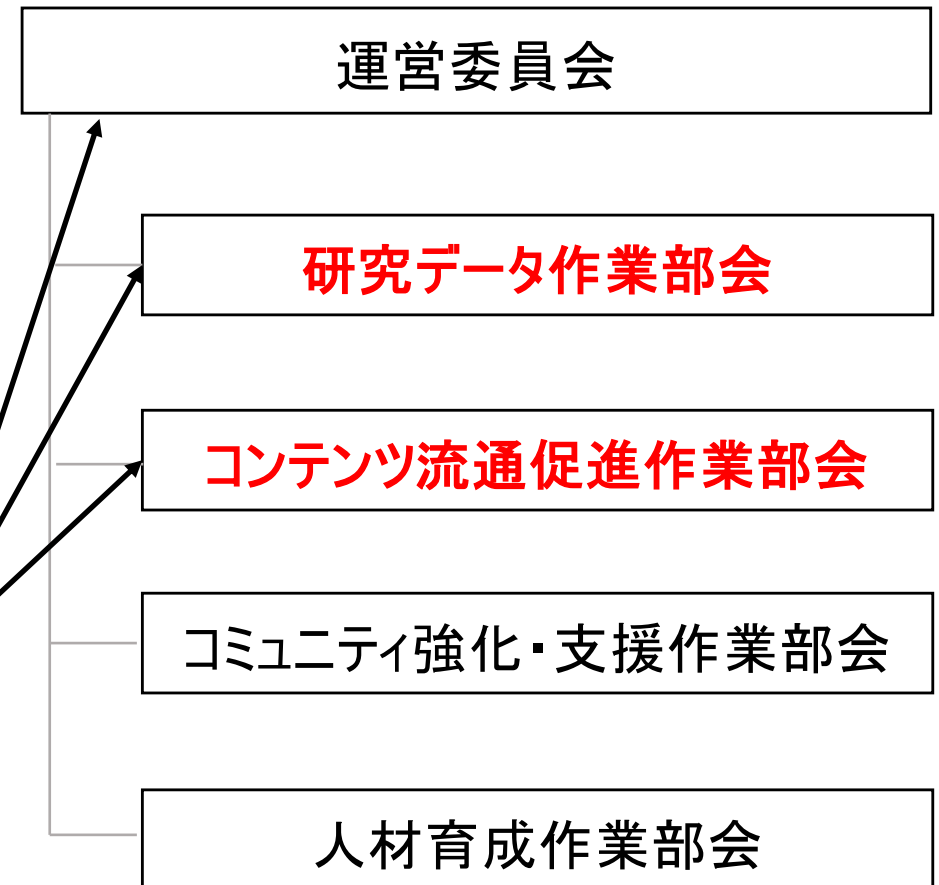 運営委員会
研究データ作業部会
コンテンツ流通促進作業部会
コミュニティ強化・支援作業部会
人材育成作業部会